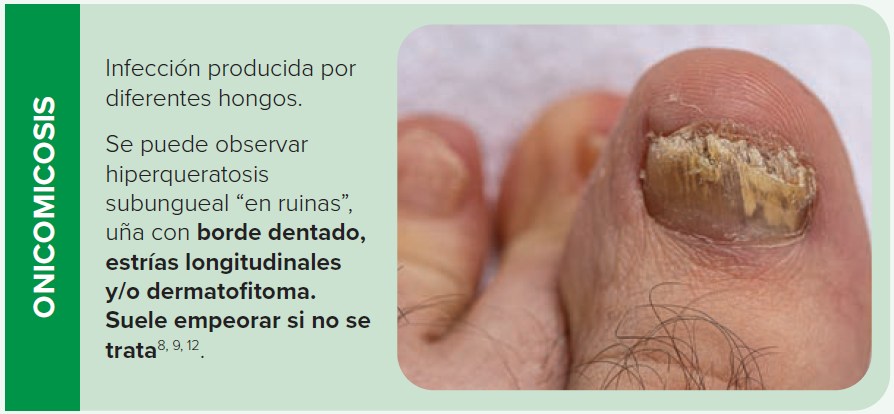 ONICOMICOSIS
Infección producida por
diferentes hongos.
Se puede observar
hiperqueratosis
subungueal “en ruinas”,
uña con borde dentado,
estrías longitudinales
y/o dermatofitoma.
Suele empeorar si no se
trata8, 9, 12.